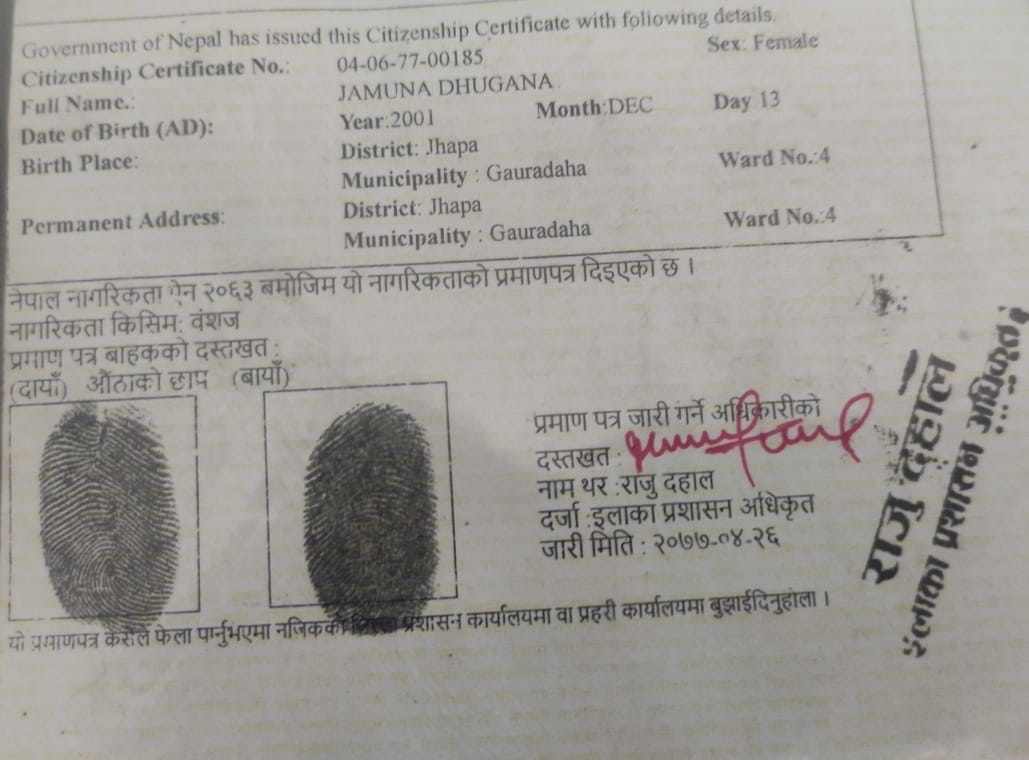 Government of Nepal has issued this Citizenship Certificate with following details.
Citizenship Certificate No.: 04-06-77-00185 Sex: Female
Full Name.: JAMUNA DHUGANA
Date of Birth (AD): Year:2001 Month:DEC Day 13
Birth Place: District: Jhapa
Municipality : Gauradaha Ward No.:4
Permanent Address: District: Jhapa
Municipality : Gauradaha Ward No.:4
नेपाल नागरिकता ऐन २०६३ बमोजिम यो नागरिकताको प्रमाणपत्र दिइएको छ ।
नागरिकता किसिम: वंशज
प्रमाण पत्र बाहकको दस्तखत :
(दायाँ) औंठाको छाप (बायाँ)
प्रमाण पत्र जारी गर्ने अधिकारीको
दस्तखत :
नाम थर :राजु दहाल
दर्जा :इलाका प्रशासन अधिकृत
जारी मिति : २०७७-०४-२६
यो प्रमाणपत्र कसैले फेला पार्नुभएमा नजिकको प्रशासन कार्यालयमा वा प्रहरी कार्यालयमा बुझाईदिनुहोला ।
राजु दहाल
इलाका प्रशासन अधिकृत